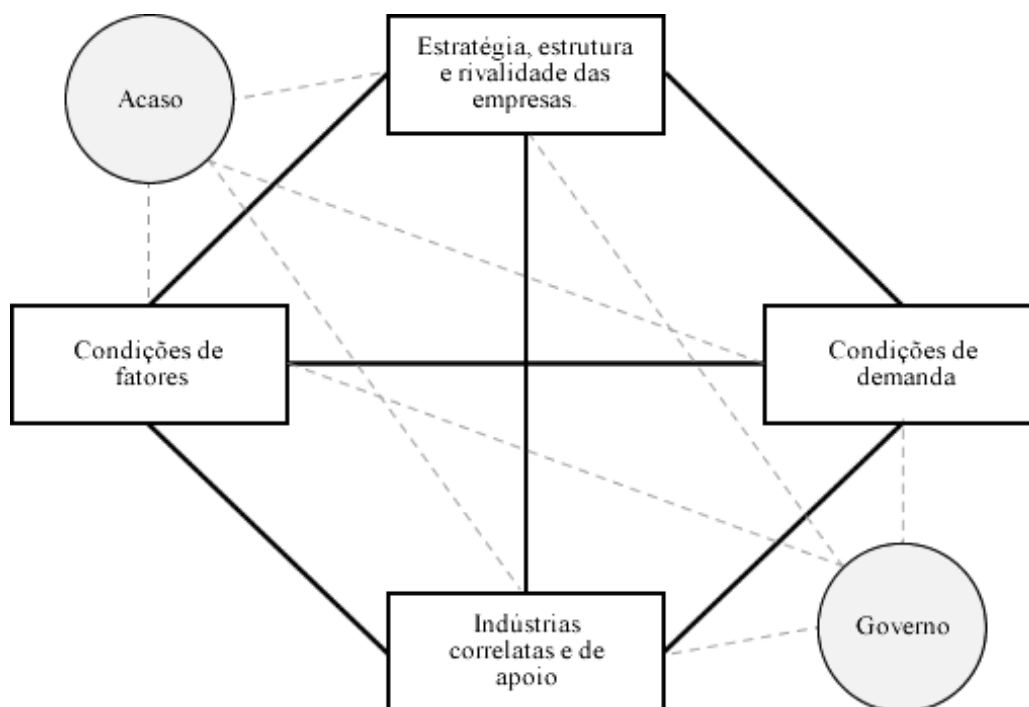 Estratégia, estrutura
e rivalidade das
empresas.
Acaso
Condições de
fatores
Condições de
demanda
Indústrias
correlatas e de
apoio
Governo